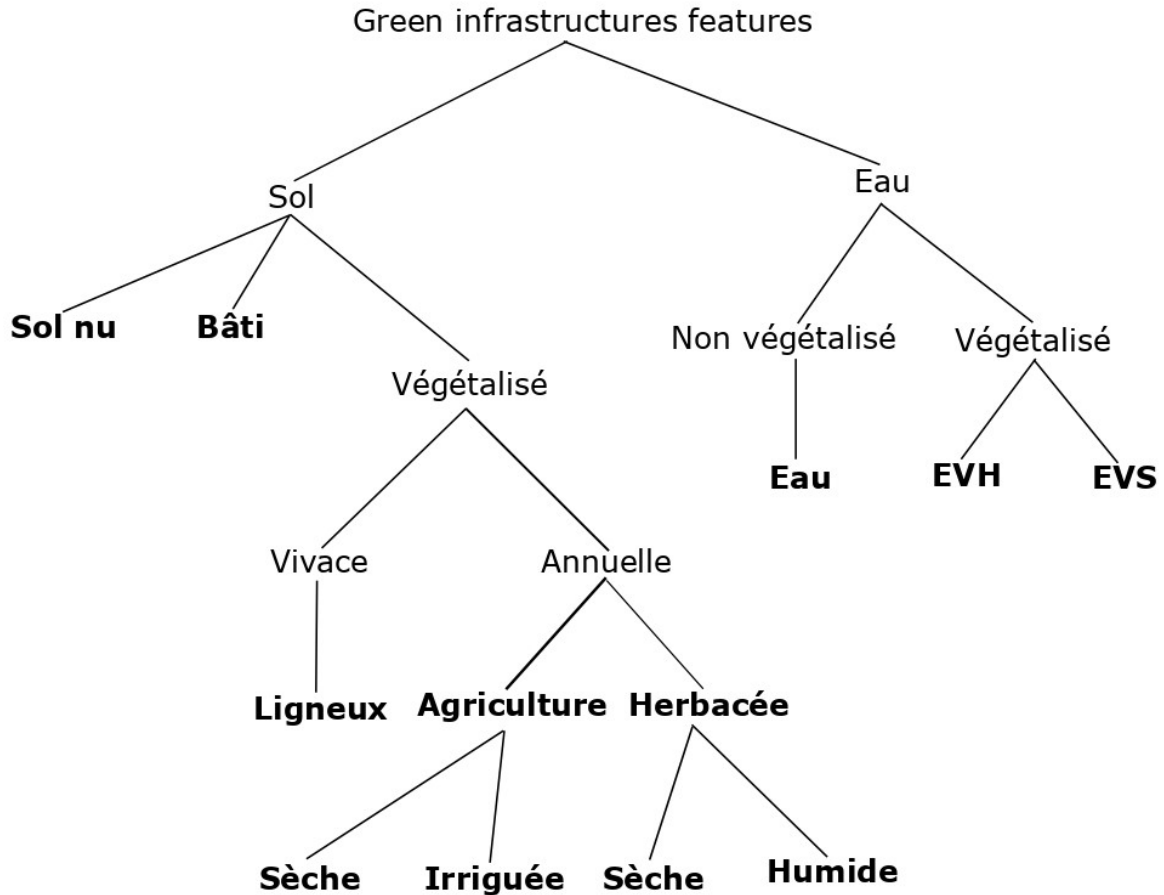 Green infrastructures features
Sol
Eau
Sol nu
Bâti
Végétalisé
Non végétalisé
Végétalisé
Eau
EVH
EVS
Vivace
Annuelle
Ligneux
Agriculture
Herbacée
Sèche
Irriguée
Sèche
Humide